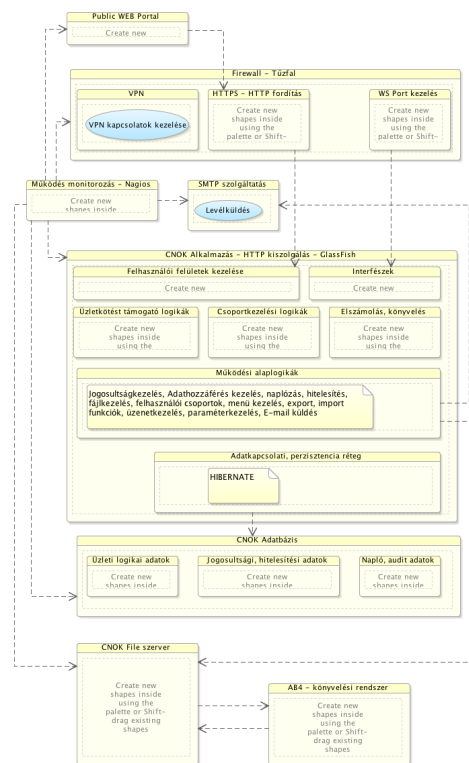 Public WEB Portal
Create new
Firewall - Tűzfal
VPN
VPN kapcsolatok kezelése
HTTPS - HTTP fordítás
Create new
shapes inside
using the
palette or Shift-
WS Port kezelés
Create new
shapes inside
using the
palette or Shift-
Működés monitorozás - Nagios
Create new
shapes inside
SMTP szolgáltatás
Levélküldés
CNOK Alkalmazás - HTTP kiszolgálás - GlassFish
Felhasználói felületek kezelése
Create new
Interfészek
Create new
Üzletkötést támogató logikák
Create new
shapes inside
using the
Csoportkezelési logikák
Create new
shapes inside
using the
Elszámolás, könyvelés
Create new
shapes inside
using the
Működési alaplogikák
Jogosultságkezelés, Adathozzáférés kezelés, naplózás, hitelesítés,
fájlkezelés, felhasználói csoportok, menü kezelés, export, import
funkciók, üzenetkezelés, paraméterkezelés, E-mail küldés
Adatkapcsolati, perzisztencia réteg
HIBERNATE
CNOK Adatbázis
Üzleti logikai adatok
Create new
shapes inside
Jogosultsági, hitelesítési adatok
Create new
shapes inside
Napló, audit adatok
Create new
shapes inside
CNOK File szerver
Create new
shapes inside
using the
palette or Shift-
drag existing
shapes
AB4 - könyvelési rendszer
Create new
shapes inside
using the
palette or Shift-
drag existing
shapes